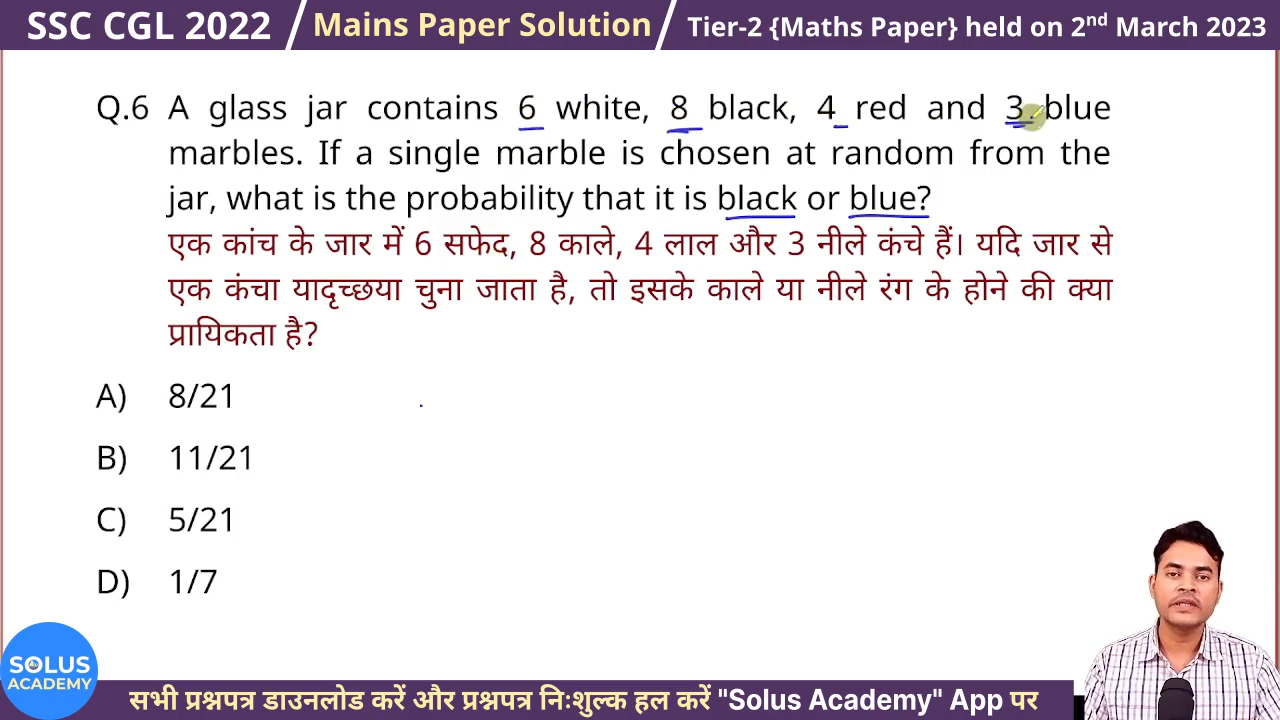 SSC CGL 2022 Mains Paper Solution Tier-2 {Maths Paper} held on 2nd March 2023
Q.6 A glass jar contains 6 white, 8 black, 4 red and 3 blue
marbles. If a single marble is chosen at random from the
jar, what is the probability that it is black or blue?
एक कांच के जार में 6 सफेद, 8 काले, 4 लाल और 3 नीले कंचे हैं। यदि जार से
एक कंचा यादृच्छया चुना जाता है, तो इसके काले या नीले रंग के होने की क्या
प्रायिकता है?
A) 8/21
B) 11/21
C) 5/21
D) 1/7
SOLUS
ACADEMY
सभी प्रश्नपत्र डाउनलोड करें और प्रश्नपत्र निःशुल्क हल करें "Solus Academy" App पर